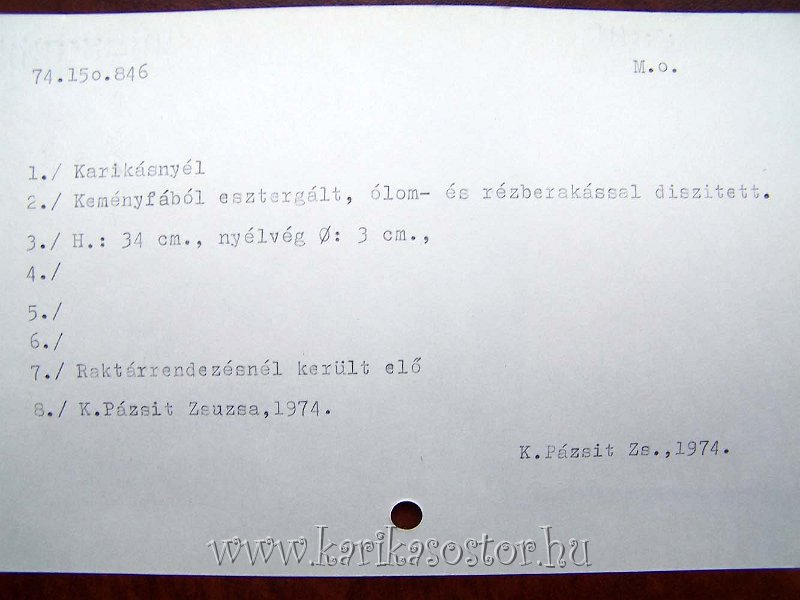 74.15o.846
M.o.
1./ Karikásnyél
2./ Keményfából esztergált, ólom- és rézberakással diszitett.
3./ H.: 34 cm., nyélvég Ø: 3 cm.,
4./
5./
6./
7./ Raktárrendezésnél került elő
8./ K.Pázsit Zsuzsa,1974.
K.Pázsit Zs.,1974.
www.karikasostor.hu